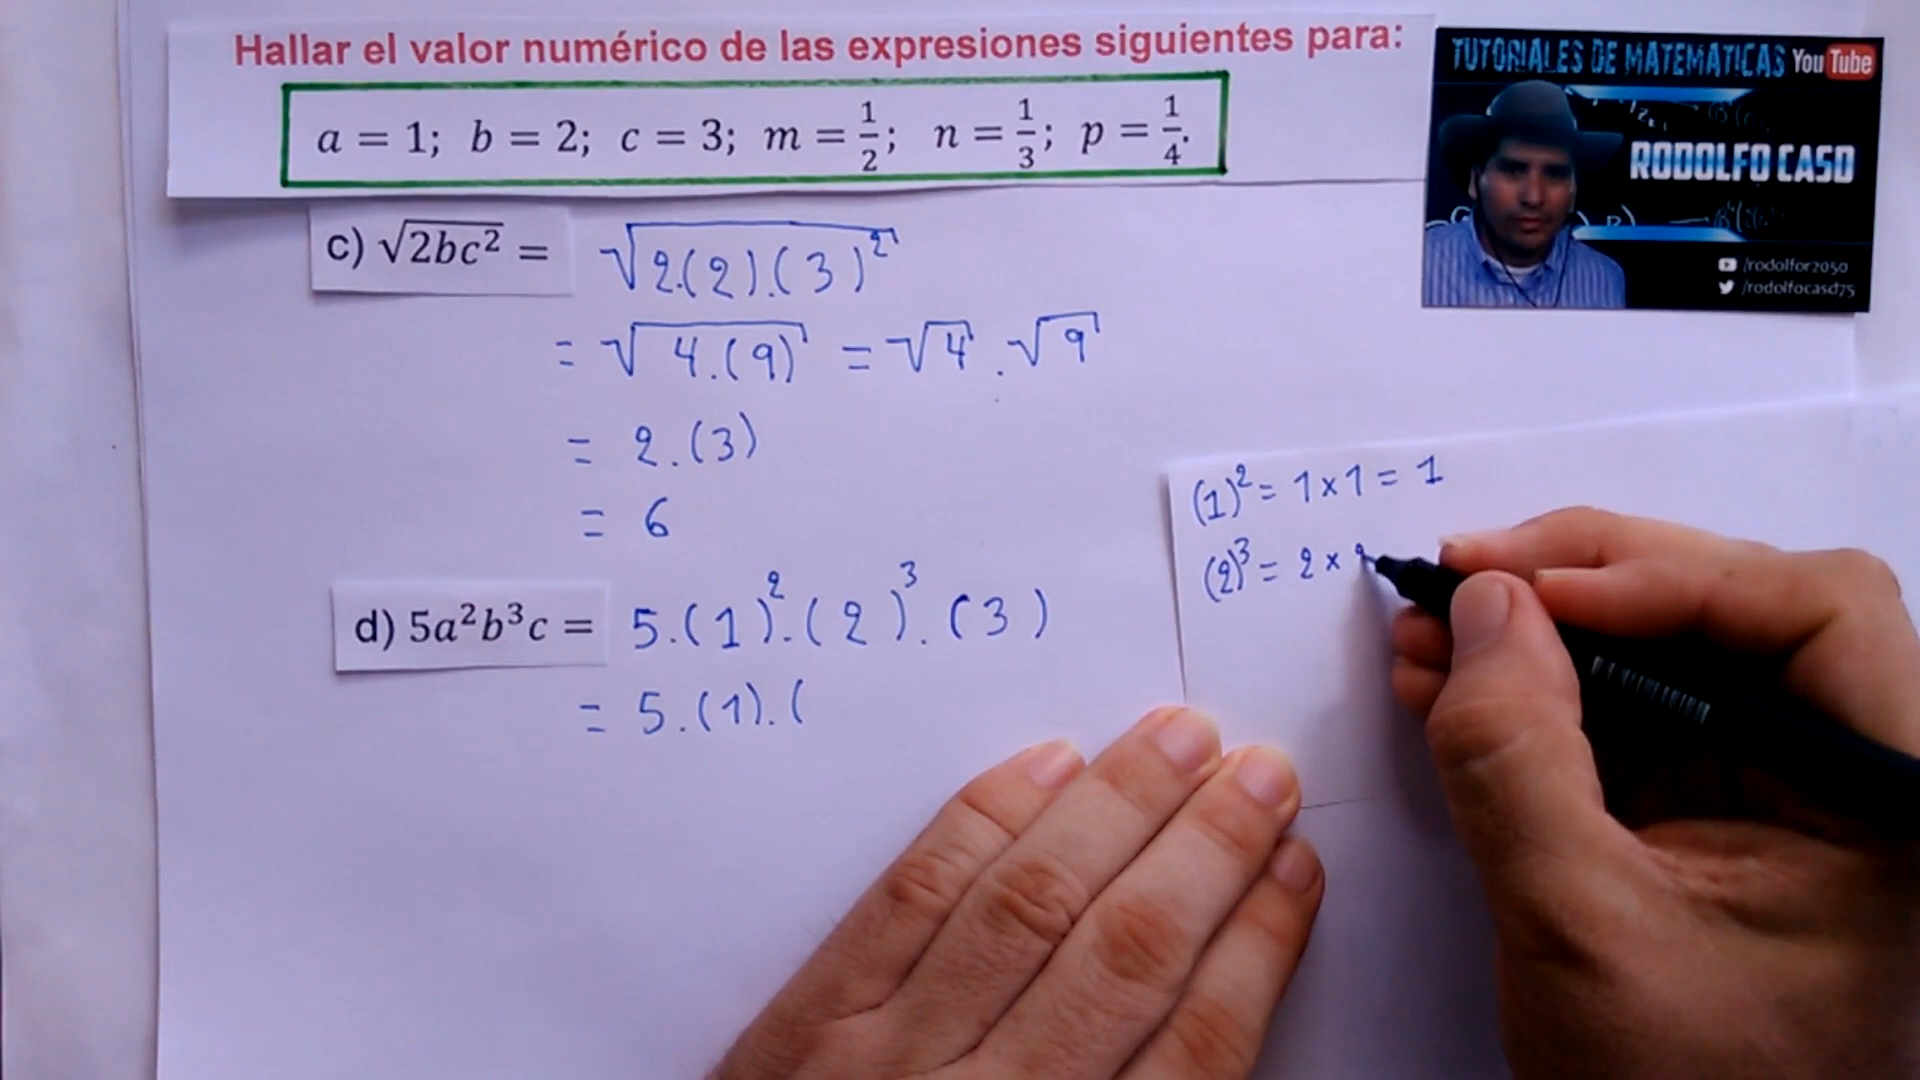 Hallar el valor numérico de las expresiones siguientes para:
a = 1; b = 2; c = 3; m = 1/2; n = 1/3; p = 1/4.
TUTORIALES DE MATEMATICAS YouTube
RODOLFO CASD
/rodolfor2050
/rodolfocasd75
c) √2bc² = √2.(2).(3)²
= √4.(9) = √4 . √9
= 2.(3)
= 6
(1)² = 1 x 1 = 1
(2)³ = 2 x
d) 5a²b³c = 5.(1)².(2)³.(3)
= 5.(1).(